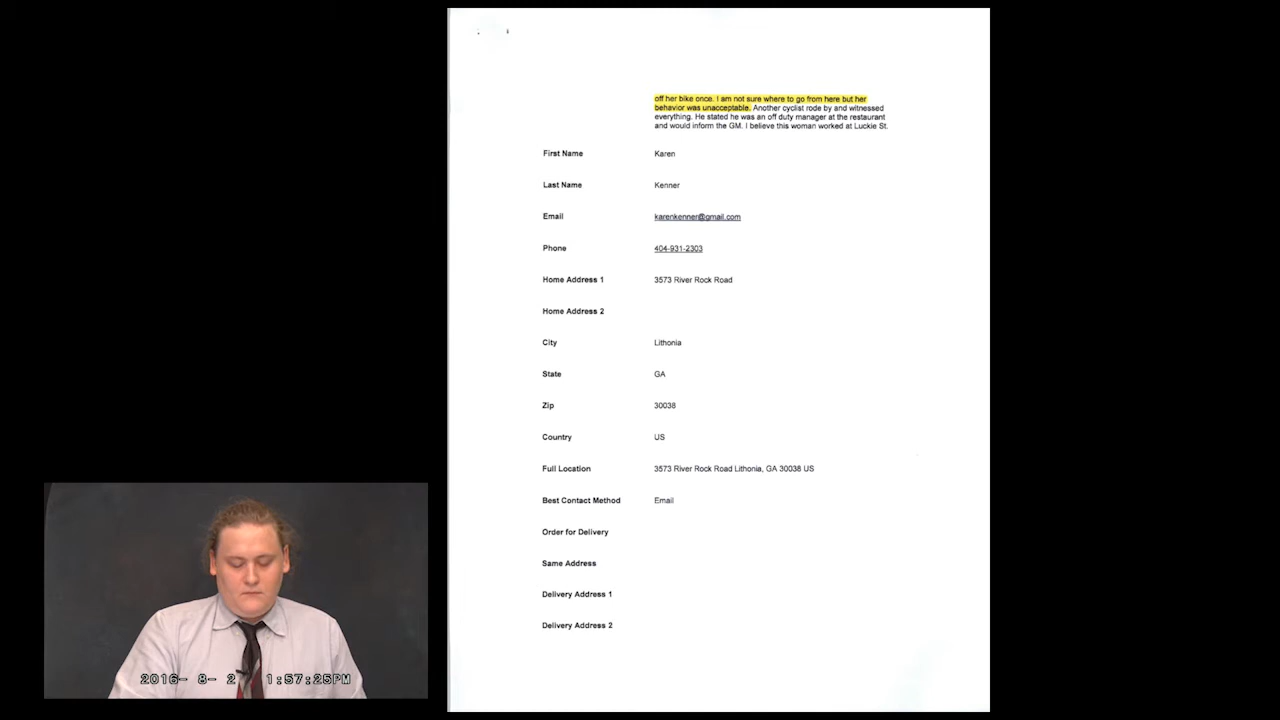 off her bike once. I am not sure where to go from here but her
behavior was unacceptable. Another cyclist rode by and witnessed
everything. He stated he was an off duty manager at the restaurant
and would inform the GM. I believe this woman worked at Luckie St.
First Name Karen
Last Name Kenner
Email karenkenner@gmail.com
Phone 404-931-2303
Home Address 1 3573 River Rock Road
Home Address 2
City Lithonia
State GA
Zip 30038
Country US
Full Location 3573 River Rock Road Lithonia, GA 30038 US
Best Contact Method Email
Order for Delivery
Same Address
Delivery Address 1
Delivery Address 2
2016- 8- 2 1:57:25PM